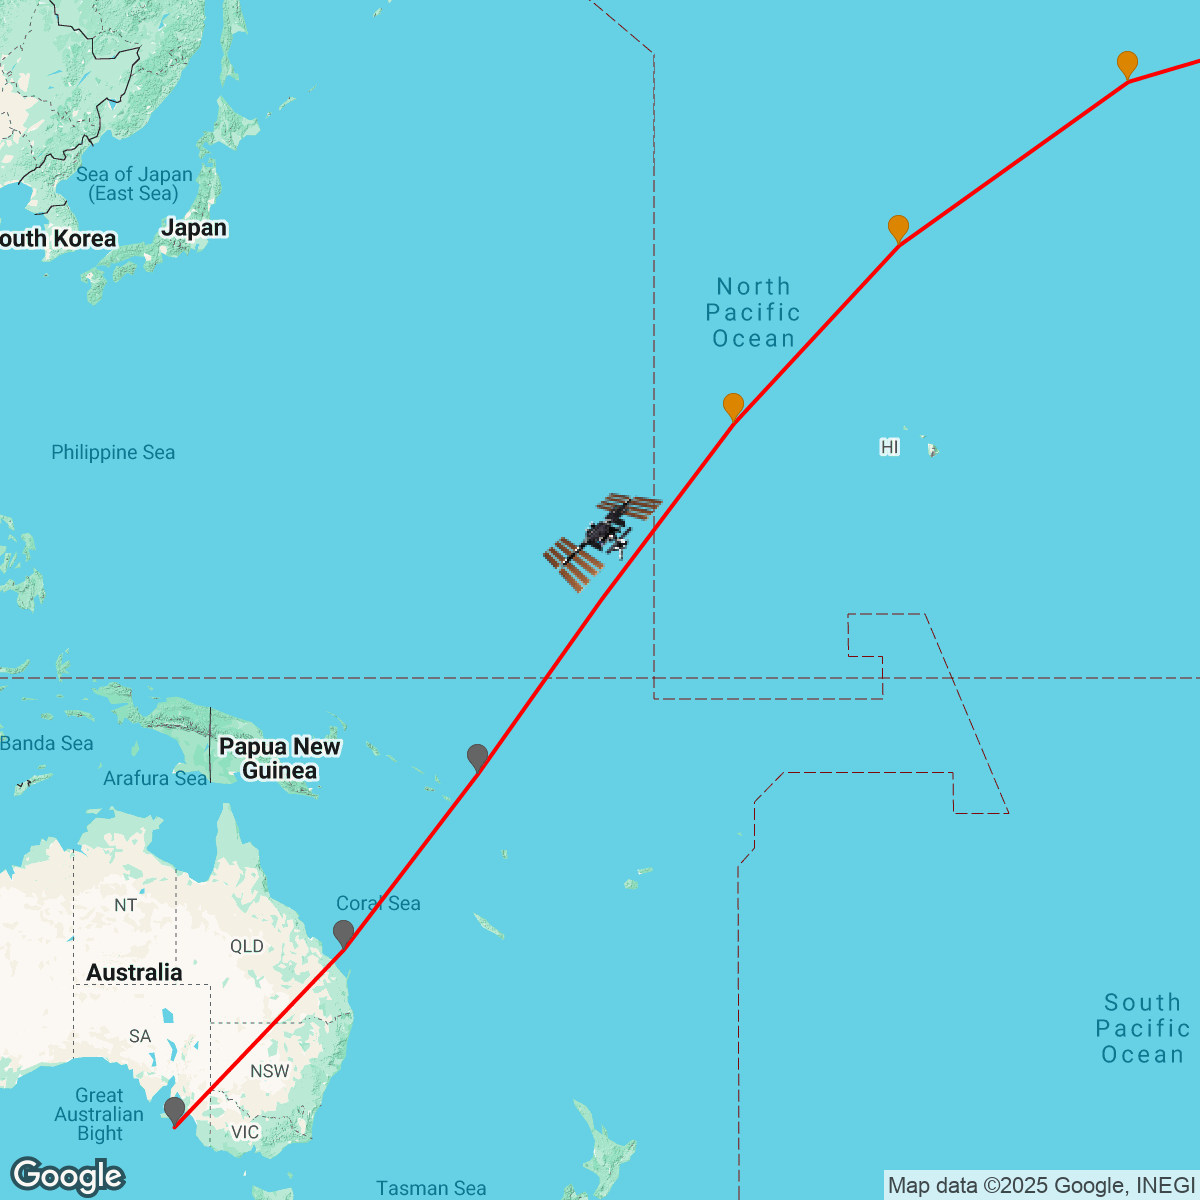 Sea of Japan
(East Sea)
Japan
outh Korea
North
Pacific
Ocean
Philippine Sea
HI
Banda Sea
Papua New
Guinea
Arafura Sea
Coral Sea
NT
QLD
Australia
SA
NSW
Great
Australian
Bight
VIC
South
Pacific
Ocean
Tasman Sea
Google
Map data ©2025 Google, INEGI